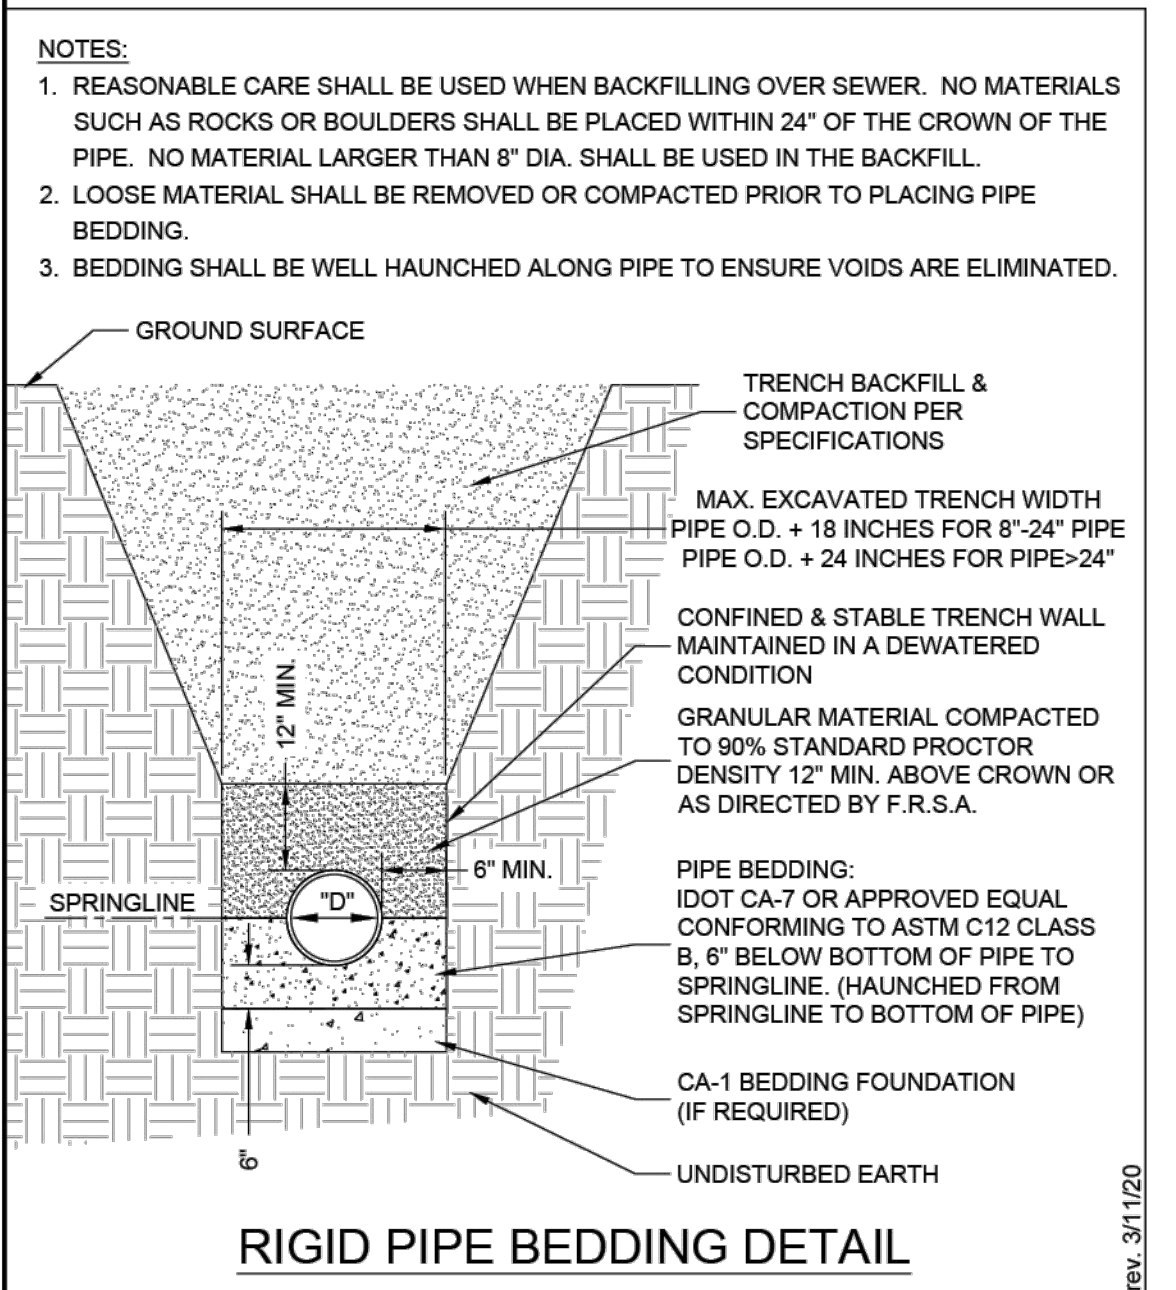 NOTES:
1. REASONABLE CARE SHALL BE USED WHEN BACKFILLING OVER SEWER. NO MATERIALS
SUCH AS ROCKS OR BOULDERS SHALL BE PLACED WITHIN 24" OF THE CROWN OF THE
PIPE. NO MATERIAL LARGER THAN 8" DIA. SHALL BE USED IN THE BACKFILL.
2. LOOSE MATERIAL SHALL BE REMOVED OR COMPACTED PRIOR TO PLACING PIPE
BEDDING.
3. BEDDING SHALL BE WELL HAUNCHED ALONG PIPE TO ENSURE VOIDS ARE ELIMINATED.
GROUND SURFACE
TRENCH BACKFILL &
COMPACTION PER
SPECIFICATIONS
MAX. EXCAVATED TRENCH WIDTH
PIPE O.D. + 18 INCHES FOR 8"-24" PIPE
PIPE O.D. + 24 INCHES FOR PIPE>24"
CONFINED & STABLE TRENCH WALL
MAINTAINED IN A DEWATERED
CONDITION
12" MIN.
GRANULAR MATERIAL COMPACTED
TO 90% STANDARD PROCTOR
DENSITY 12" MIN. ABOVE CROWN OR
AS DIRECTED BY F.R.S.A.
6" MIN.
SPRINGLINE
"D"
PIPE BEDDING:
IDOT CA-7 OR APPROVED EQUAL
CONFORMING TO ASTM C12 CLASS
B, 6" BELOW BOTTOM OF PIPE TO
SPRINGLINE. (HAUNCHED FROM
SPRINGLINE TO BOTTOM OF PIPE)
CA-1 BEDDING FOUNDATION
(IF REQUIRED)
6"
UNDISTURBED EARTH
RIGID PIPE BEDDING DETAIL
rev. 3/11/20